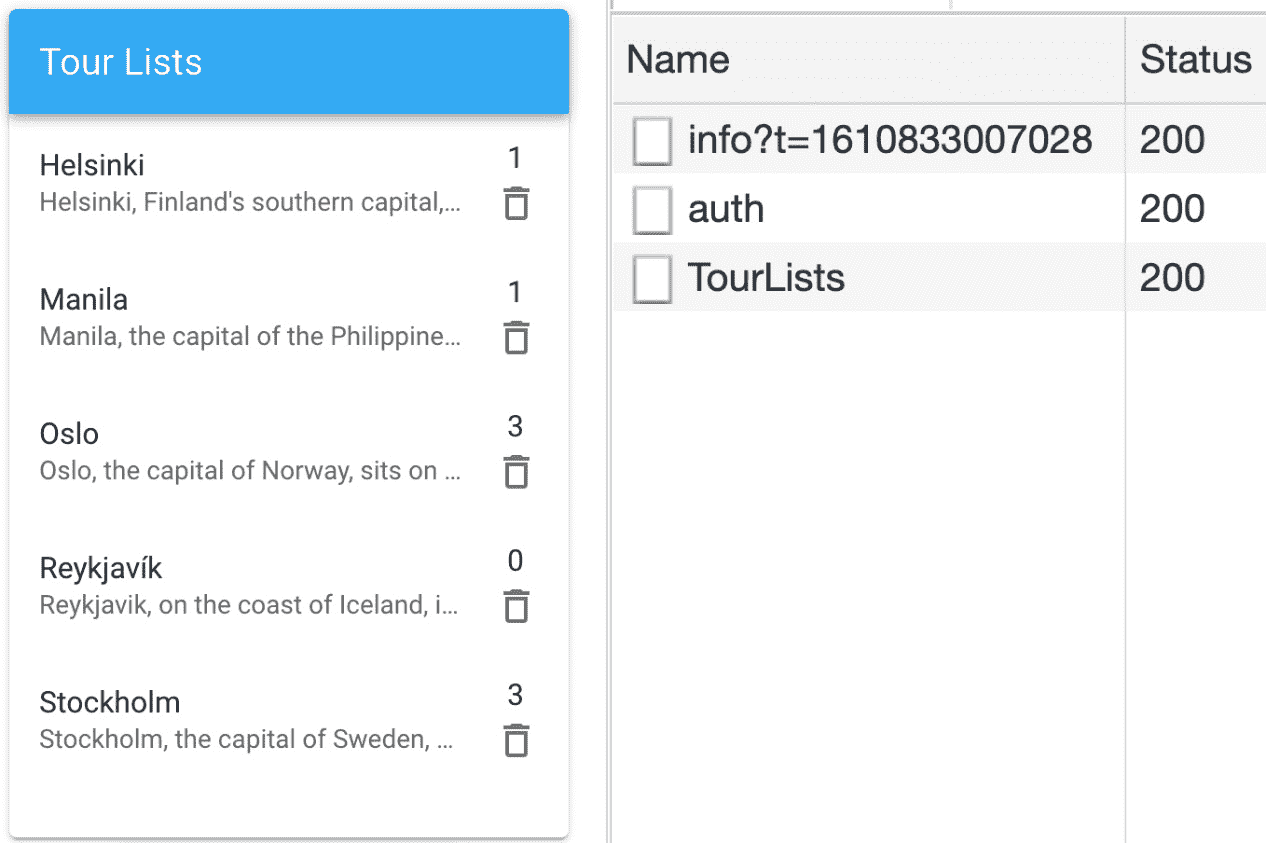 Tour Lists
Helsinki
1
Helsinki, Finland's southern capital,...
Manila
1
Manila, the capital of the Philippine...
Oslo
3
Oslo, the capital of Norway, sits on ...
Reykjavík
0
Reykjavik, on the coast of Iceland, i...
Stockholm
3
Stockholm, the capital of Sweden, ...
Name Status
info?t=1610833007028 200
auth 200
TourLists 200